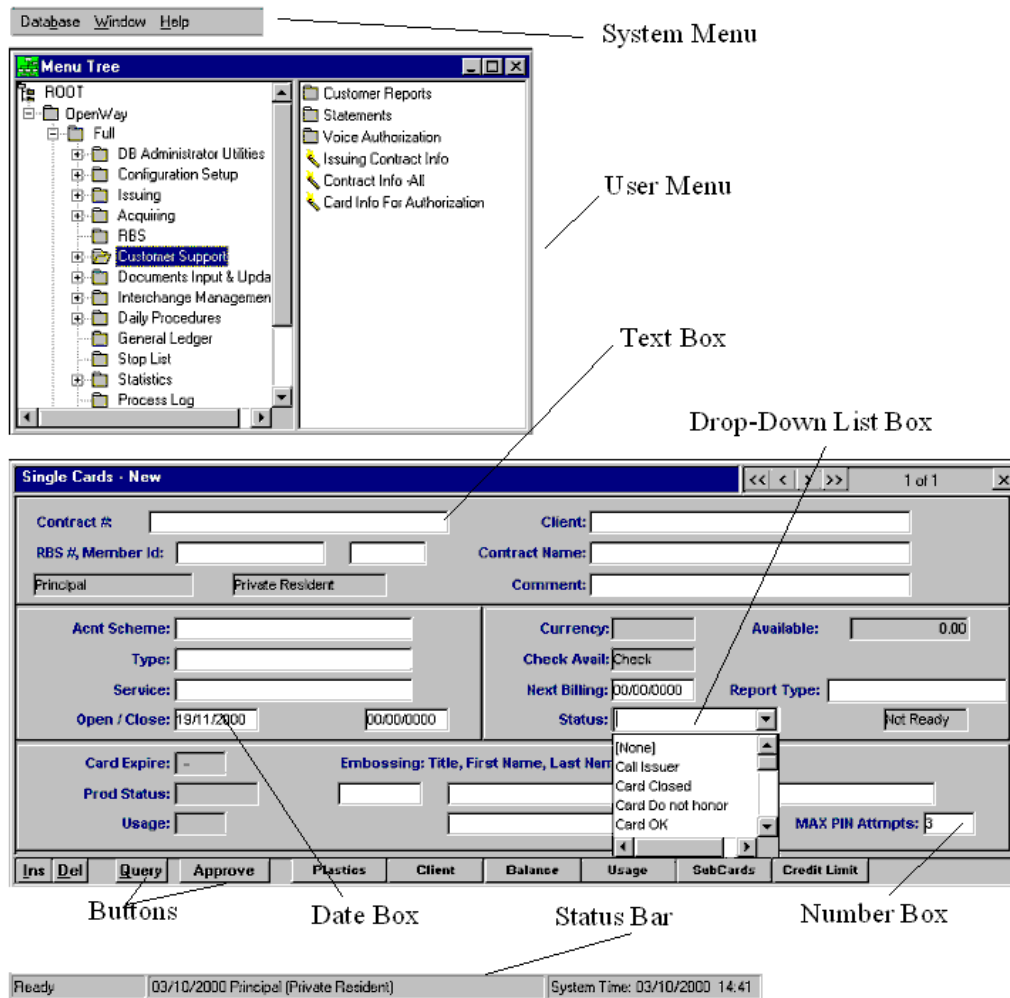 Database Window Help
System Menu
Menu Tree
ROOT
OpenWay
Full
DB Administrator Utilities
Configuration Setup
Issuing
Acquiring
RBS
Customer Support
Documents Input & Upda
Interchange Managemen
Daily Procedures
General Ledger
Stop List
Statistics
Process Log
Customer Reports
Statements
Voice Authorization
Issuing Contract Info
Contract Info -All
Card Info For Authorization
User Menu
Text Box
Drop-Down List Box
Single Cards - New << < > >> 1 of 1 x
Contract #: Client:
RBS #, Member Id: Contract Name:
Principal Private Resident Comment:
Acnt Scheme: Currency: Available: 0.00
Type: Check Avail: Check
Service: Next Billing: 00/00/0000 Report Type:
Open / Close: 19/11/2000 00/00/0000 Status: Not Ready
[None]
Call Issuer
Card Closed
Card Do not honor
Card OK
Card Expire: - Embossing: Title, First Name, Last Nam
Prod Status:
Usage: MAX PIN Attmpts: 3
Ins Del Query Approve Plastics Client Balance Usage SubCards Credit Limit
Buttons Date Box Status Bar Number Box
Ready 03/10/2000 Principal (Private Resident) System Time: 03/10/2000 14:41